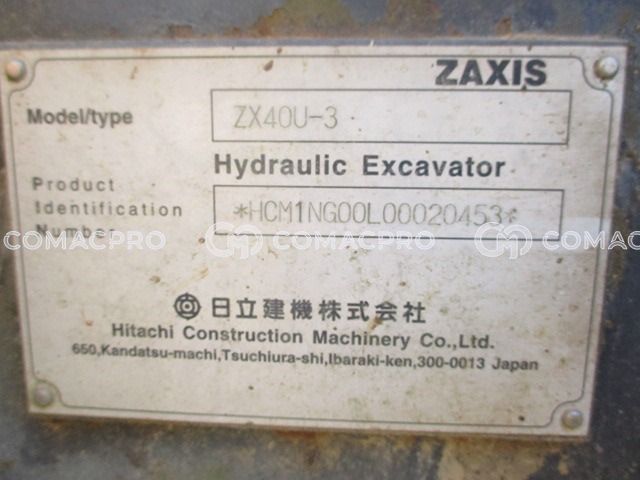 ZAXIS
Model/type ZX40U-3
Hydraulic Excavator
Product
Identification
Number
*HCM1NG00L00020453*
COMACPRO COMACPRO COMACPRO
日立建機株式会社
Hitachi Construction Machinery Co.,Ltd.
650,Kandatsu-machi,Tsuchiura-shi,Ibaraki-ken,300-0013 Japan